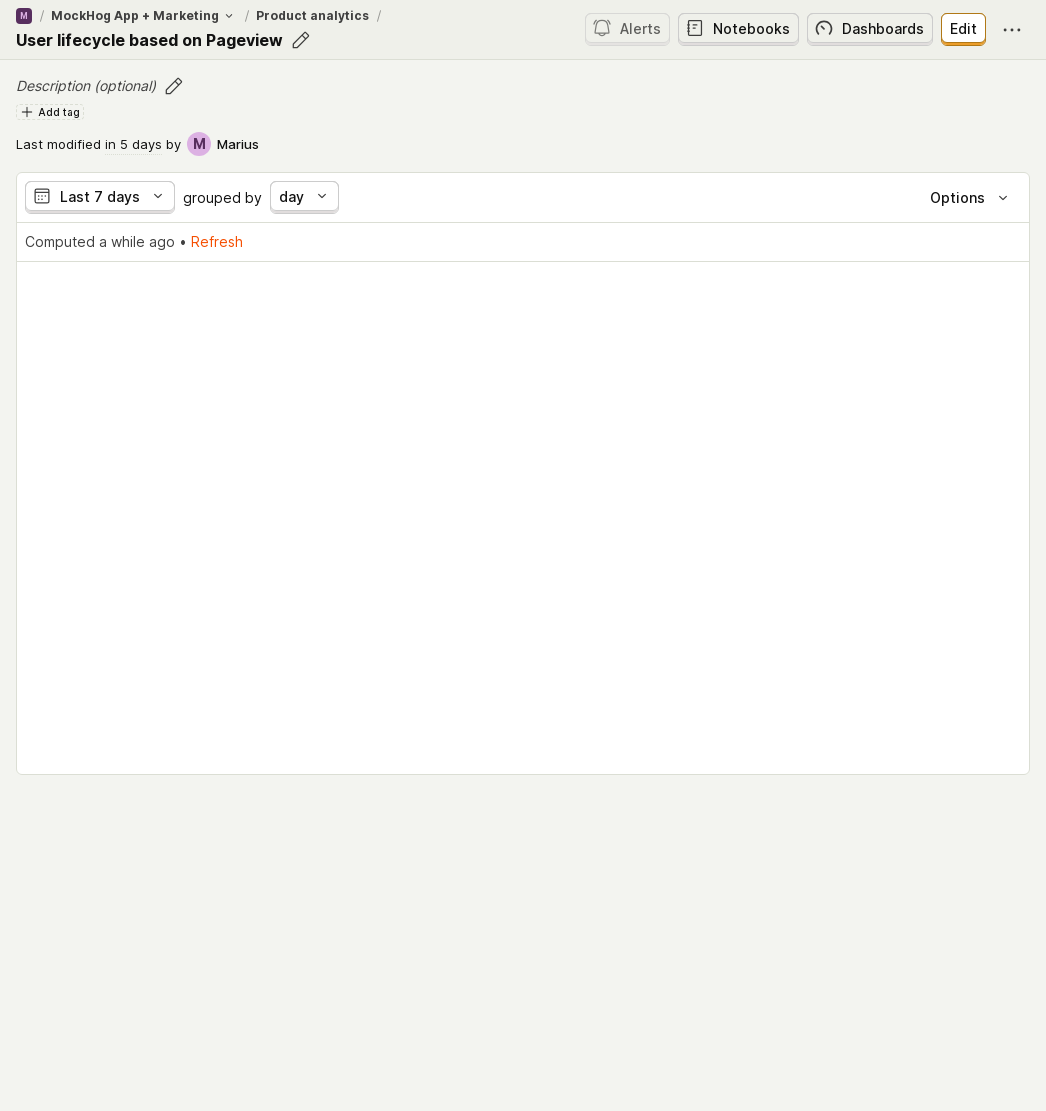 M / MockHog App + Marketing / Product analytics /
User lifecycle based on Pageview
Alerts Notebooks Dashboards Edit
Description (optional)
Add tag
Last modified in 5 days by M Marius
Last 7 days grouped by day Options
Computed a while ago • Refresh